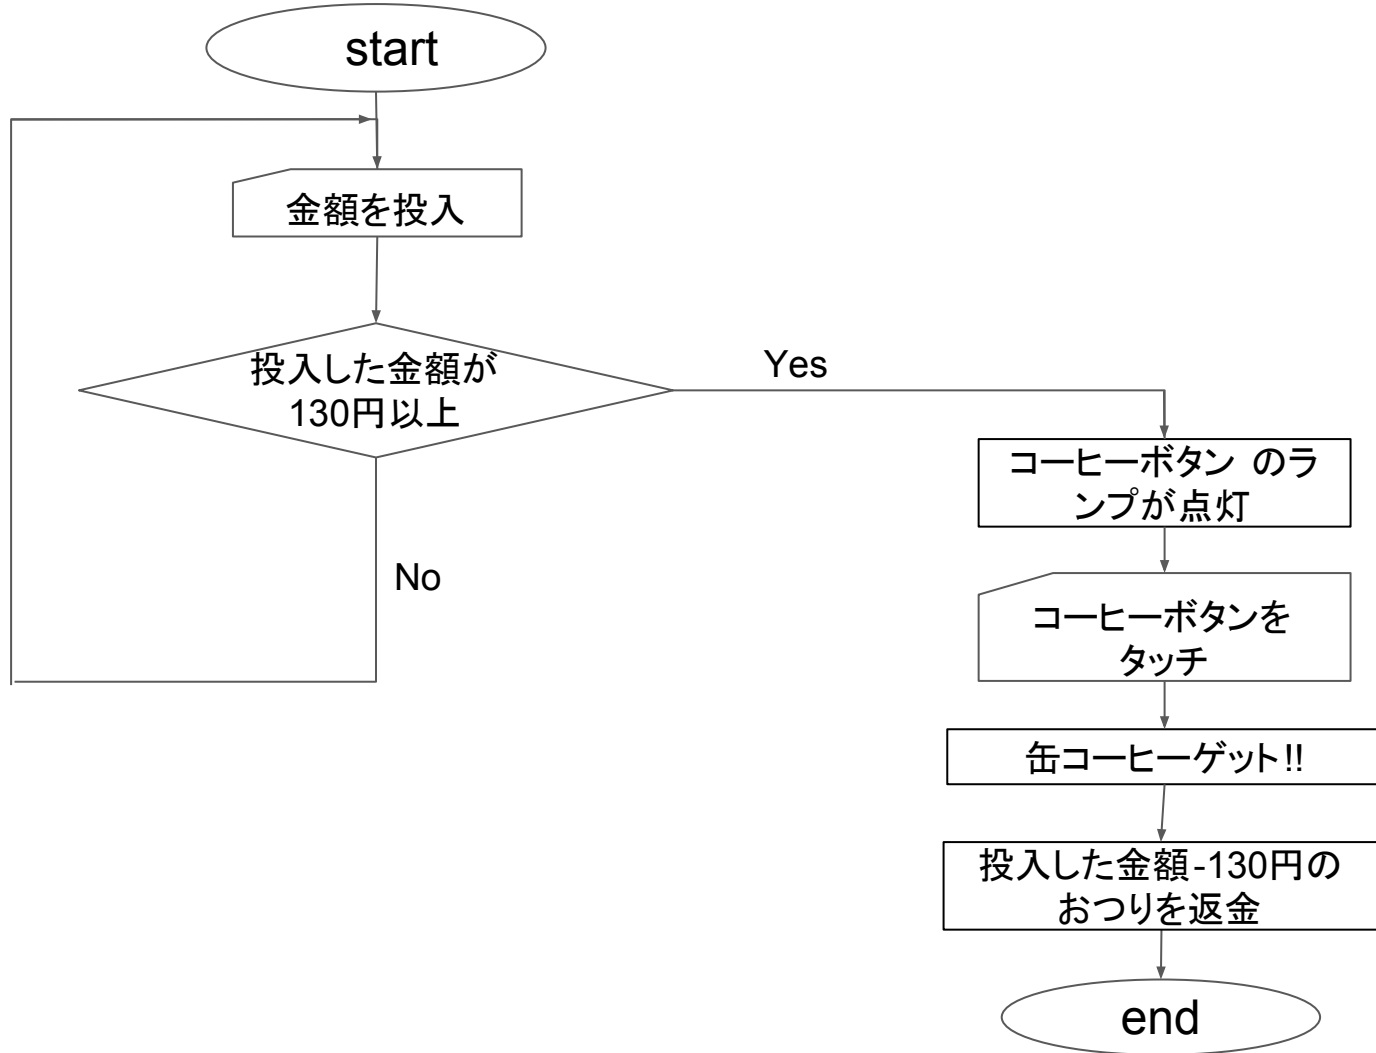 start
金額を投入
投入した金額が
130円以上
Yes
No
コーヒーボタン のラ
ンプが点灯
コーヒーボタンを
タッチ
缶コーヒーゲット!!
投入した金額-130円の
おつりを返金
end